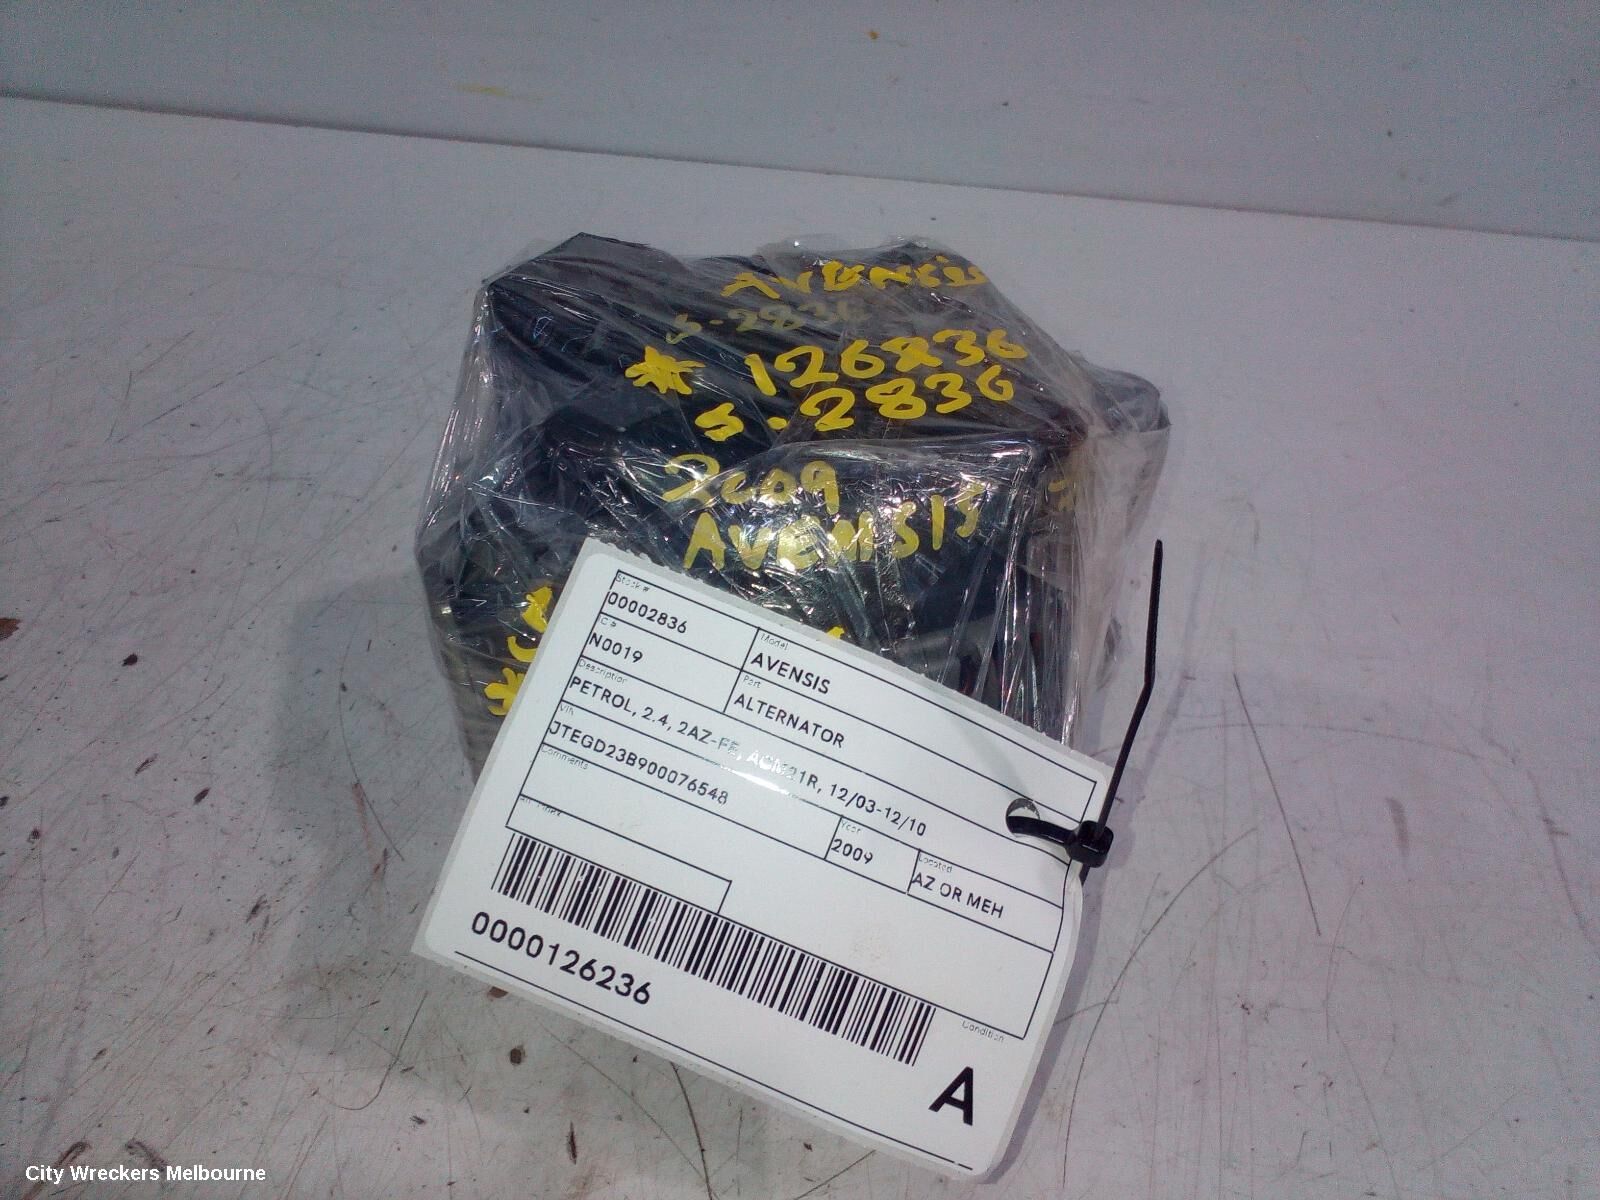 AVENSIS
S-2836
* 126836
S-2836
2009
AVENSIS
Stock #
00002836
Model
AVENSIS
IC #
N0019
Part
ALTERNATOR
Description
PETROL, 2.4, 2AZ-FE, ACM21R, 12/03-12/10
VIN
JTEGD23B900076548
Comments
Year
2009
Located
AZ OR MEH
0000126236
Condition
A
City Wreckers Melbourne